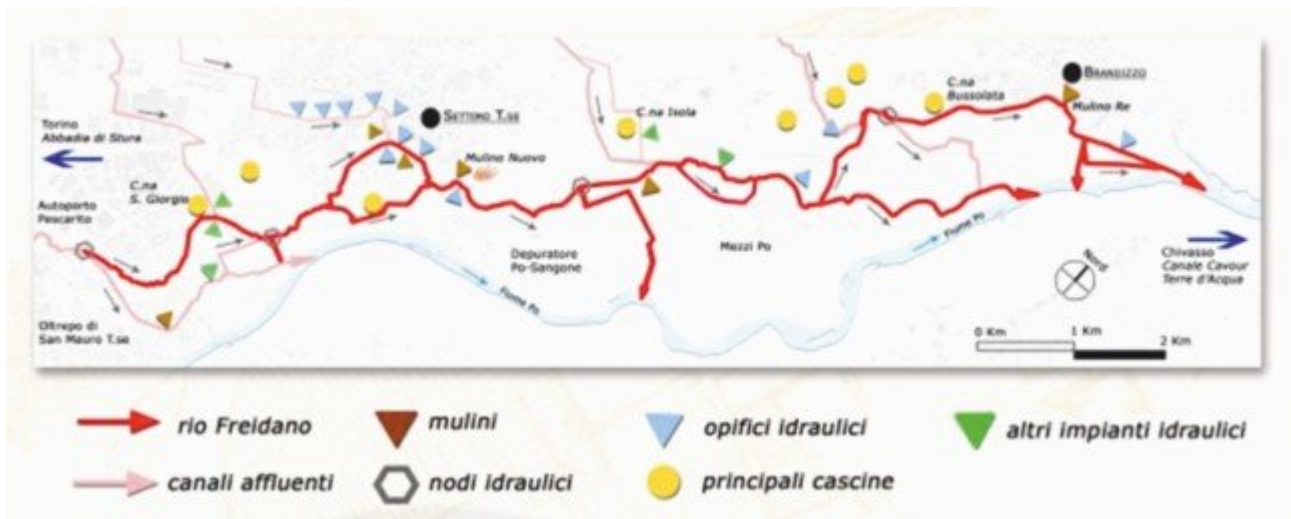 Torino
Abbadia di Stura
C.na
S. Giorgio
Autoporto
Pescarito
Oltrepo di
San Mauro T.se
SETTIMO T.SE
Mulino Nuovo
C.na Isola
C.na
Bussolata
BRANDIZZO
Mulino Re
Depuratore
Po-Sangone
Fiume Po
Mezzi Po
Fiume Po
Nord
Chivasso
Canale Cavour
Terre d'Acqua
0 Km
1 Km
2 Km
rio Freidano
mulini
opifici idraulici
altri impianti idraulici
canali affluenti
nodi idraulici
principali cascine